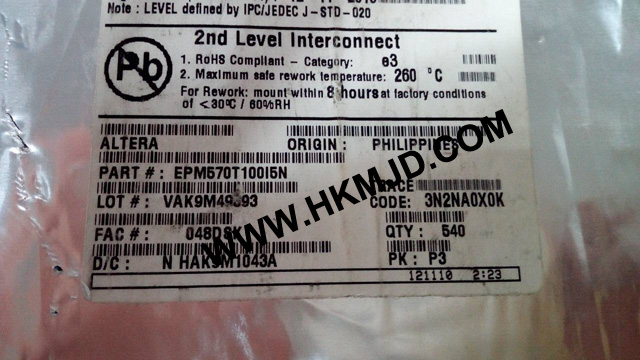 Note : LEVEL defined by IPC/JEDEC J-STD-020
Pb
2nd Level Interconnect
1. RoHS Compliant - Category: e3
2. Maximum safe rework temperature: 260 °C
For Rework: mount within 8 hours at factory conditions
of <30°C / 60%RH
ALTERA ORIGIN : PHILIPPINES
PART # : EPM570T100I5N
LOT # : TRACE
CODE: 3N2NA0X0K
WWW.HKMJD.COM
FAC # : QTY : 540
D/C : N HAK9M1043A PK : P3
121110 2:23